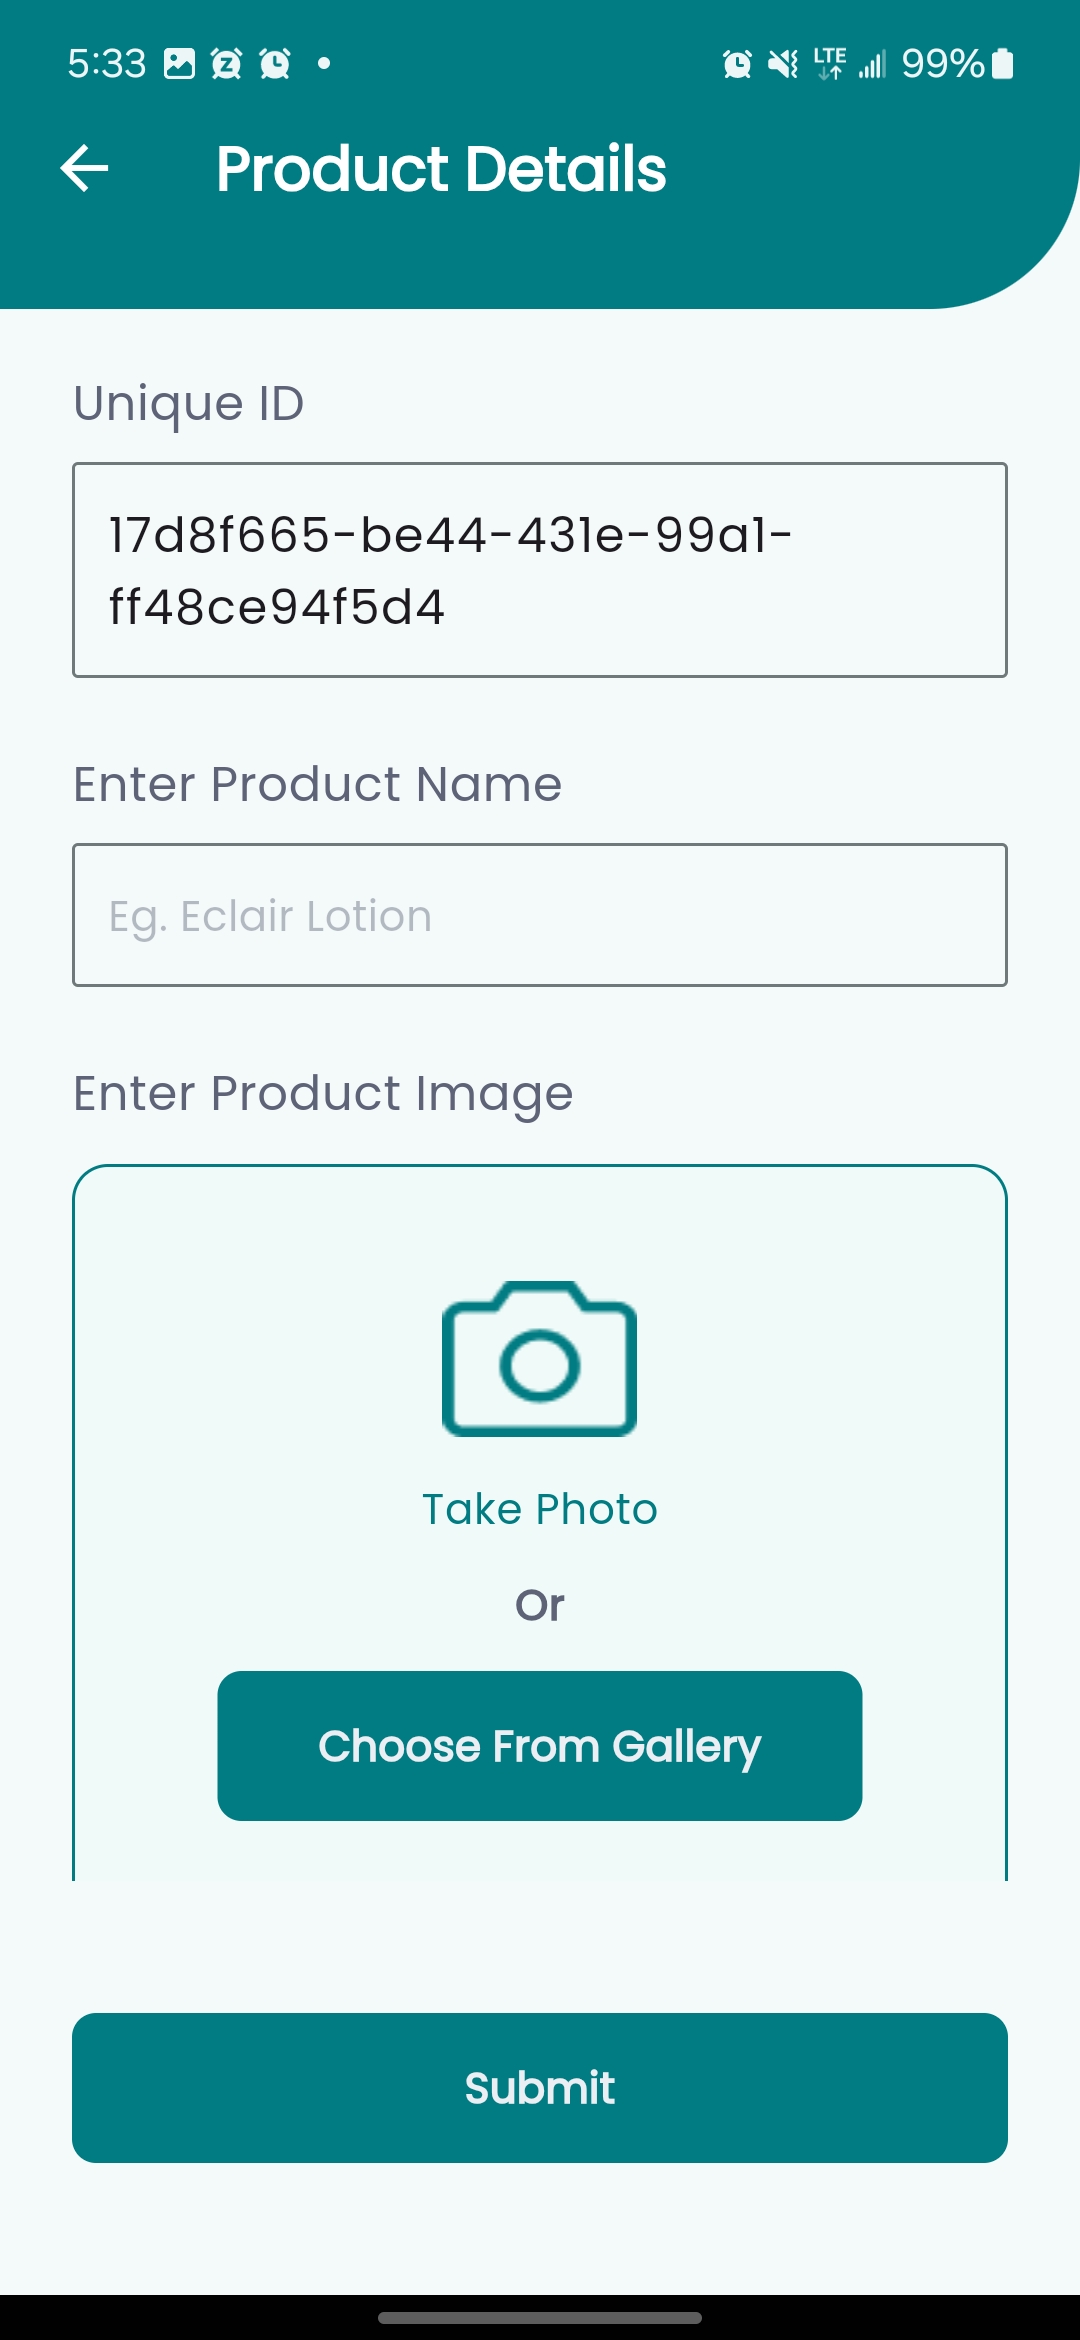 5:33
LTE
99%
Product Details
Unique ID
17d8f665-be44-431e-99a1-
ff48ce94f5d4
Enter Product Name
Eg. Eclair Lotion
Enter Product Image
Take Photo
Or
Choose From Gallery
Submit